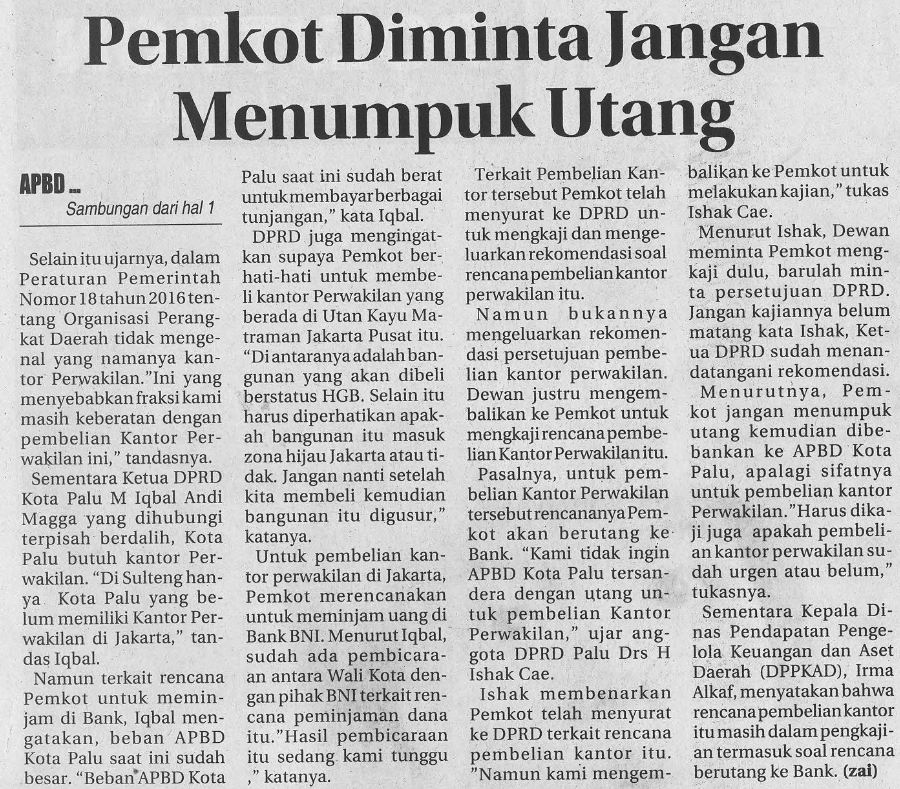 Pemkot Diminta Jangan
Menumpuk Utang
APBD ...
Sambungan dari hal 1
Selain itu ujarnya, dalam
Peraturan Pemerintah
Nomor 18 tahun 2016 ten-
tang Organisasi Perang-
kat Daerah tidak menge-
nal yang namanya kan-
tor Perwakilan."Ini yang
menyebabkan fraksi kami
masih keberatan dengan
pembelian Kantor Per-
wakilan ini," tandasnya.
Sementara Ketua DPRD
Kota Palu M Iqbal Andi
Magga yang dihubungi
terpisah berdalih, Kota
Palu butuh kantor Per-
wakilan. "Di Sulteng han-
ya Kota Palu yang be-
lum memiliki Kantor Per-
wakilan di Jakarta," tan-
das Iqbal.
Namun terkait rencana
Pemkot untuk memin-
jam di Bank, Iqbal men-
gatakan, beban APBD
Kota Palu saat ini sudah
besar. "Beban APBD Kota
Palu saat ini sudah berat
untuk membayar berbagai
tunjangan," kata Iqbal.
DPRD juga mengingat-
kan supaya Pemkot ber-
hati-hati untuk membe-
li kantor Perwakilan yang
berada di Utan Kayu Ma-
traman Jakarta Pusat itu.
"Diantaranya adalah ban-
gunan yang akan dibeli
berstatus HGB. Selain itu
harus diperhatikan apak-
ah bangunan itu masuk
zona hijau Jakarta atau ti-
dak. Jangan nanti setelah
kita membeli kemudian
bangunan itu digusur,"
katanya.
Untuk pembelian kan-
tor perwakilan di Jakarta,
Pemkot merencanakan
untuk meminjam uang di
Bank BNI. Menurut Iqbal,
sudah ada pembicara-
an antara Wali Kota den-
gan pihak BNI terkait ren-
cana peminjaman dana
itu."Hasil pembicaraan
itu sedang kami tunggu
," katanya.
Terkait Pembelian Kan-
tor tersebut Pemkot telah
menyurat ke DPRD un-
tuk mengkaji dan menge-
luarkan rekomendasi soal
rencana pembelian kantor
perwakilan itu.
Namun bukannya
mengeluarkan rekomen-
dasi persetujuan pembe-
lian kantor perwakilan.
Dewan justru mengem-
balikan ke Pemkot untuk
mengkaji rencana pembe-
lian Kantor Perwakilan itu.
Pasalnya, untuk pem-
belian Kantor Perwakilan
tersebut rencananya Pem-
kot akan berutang ke
Bank. "Kami tidak ingin
APBD Kota Palu tersan-
dera dengan utang un-
tuk pembelian Kantor
Perwakilan," ujar ang-
gota DPRD Palu Drs H
Ishak Cae.
Ishak membenarkan
Pemkot telah menyurat
ke DPRD terkait rencana
pembelian kantor itu.
"Namun kami mengem-
balikan ke Pemkot untuk
melakukan kajian," tukas
Ishak Cae.
Menurut Ishak, Dewan
meminta Pemkot meng-
kaji dulu, barulah min-
ta persetujuan DPRD.
Jangan kajiannya belum
matang kata Ishak, Ket-
ua DPRD sudah menan-
datangani rekomendasi.
Menurutnya, Pem-
kot jangan menumpuk
utang kemudian dibe-
bankan ke APBD Kota
Palu, apalagi sifatnya
untuk pembelian kantor
Perwakilan."Harus dika-
ji juga apakah pembeli-
an kantor perwakilan su-
dah urgen atau belum,"
tukasnya.
Sementara Kepala Di-
nas Pendapatan Penge-
lola Keuangan dan Aset
Daerah (DPPKAD), Irma
Alkaf, menyatakan bahwa
rencana pembelian kantor
itu masih dalam pengkaji-
an termasuk soal rencana
berutang ke Bank. (zai)